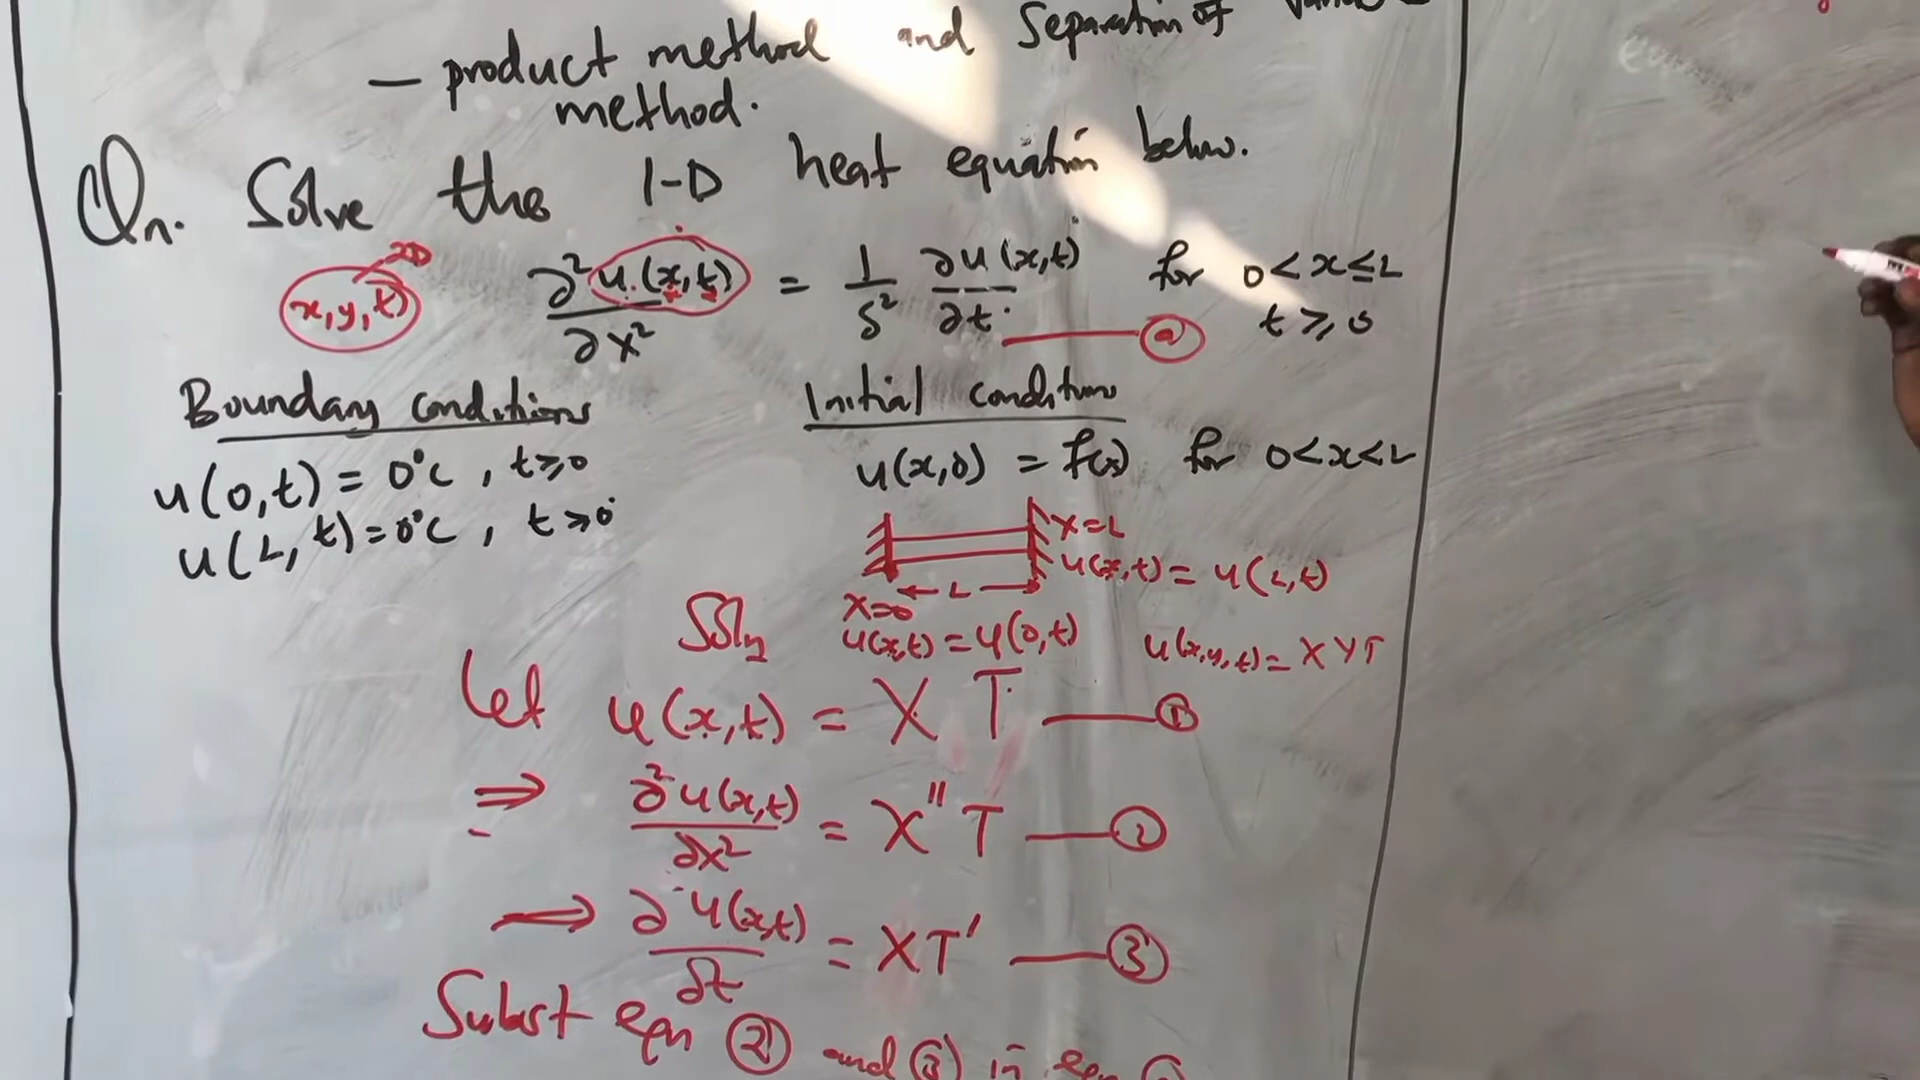 — product method and Separation of
method.
Qn. Solve the 1-D heat equation below.
x,y,t) 2D
∂²u(x,t)/∂x² = 1/δ² ∂u(x,t)/∂t ——— (a) for 0<x≤L
t ≥ 0
Boundary conditions
u(0,t) = 0°C , t≥0
u(L,t) = 0°C , t≥0
Initial conditions
u(x,0) = f(x) for 0<x<L
x=L
u(x,t) = u(L,t)
← L →
x=0
u(x,t) = u(0,t)
Soln
u(x,y,t) = XYT
Let u(x,t) = X T ——— ①
⇒ ∂²u(x,t)/∂x² = X''T ——— ②
⇒ ∂u(x,t)/∂t = XT' ——— ③
Subst eqn ② and ③ in eqn